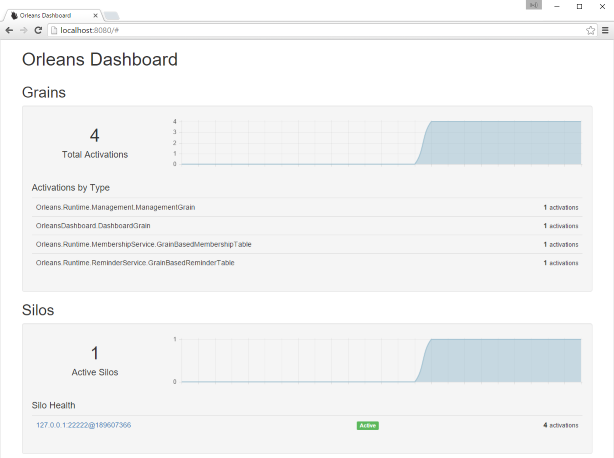 Orleans Dashboard
localhost:8080/#
Orleans Dashboard
Grains
4
Total Activations
4
3
2
1
0
Activations by Type
Orleans.Runtime.Management.ManagementGrain 1 activations
OrleansDashboard.DashboardGrain 1 activations
Orleans.Runtime.MembershipService.GrainBasedMembershipTable 1 activations
Orleans.Runtime.ReminderService.GrainBasedReminderTable 1 activations
Silos
1
Active Silos
1
0
Silo Health
127.0.0.1:22222@189607366 Active 4 activations